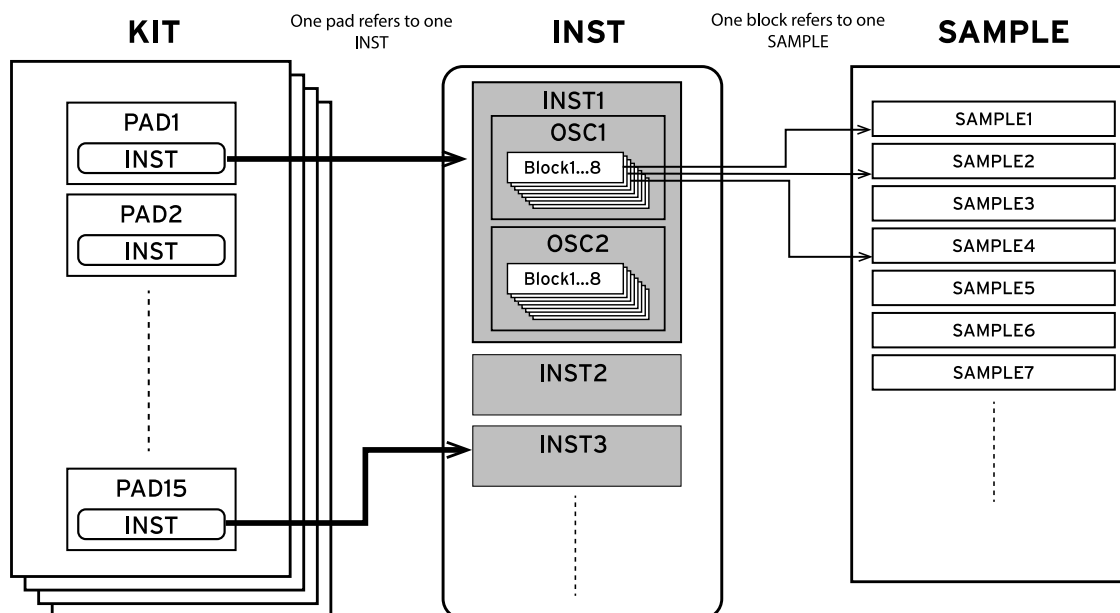 KIT
One pad refers to one
INST
INST
One block refers to one
SAMPLE
SAMPLE
PAD1
INST
PAD2
INST
PAD15
INST
INST1
OSC1
Block1...8
OSC2
Block1...8
INST2
INST3
SAMPLE1
SAMPLE2
SAMPLE3
SAMPLE4
SAMPLE5
SAMPLE6
SAMPLE7